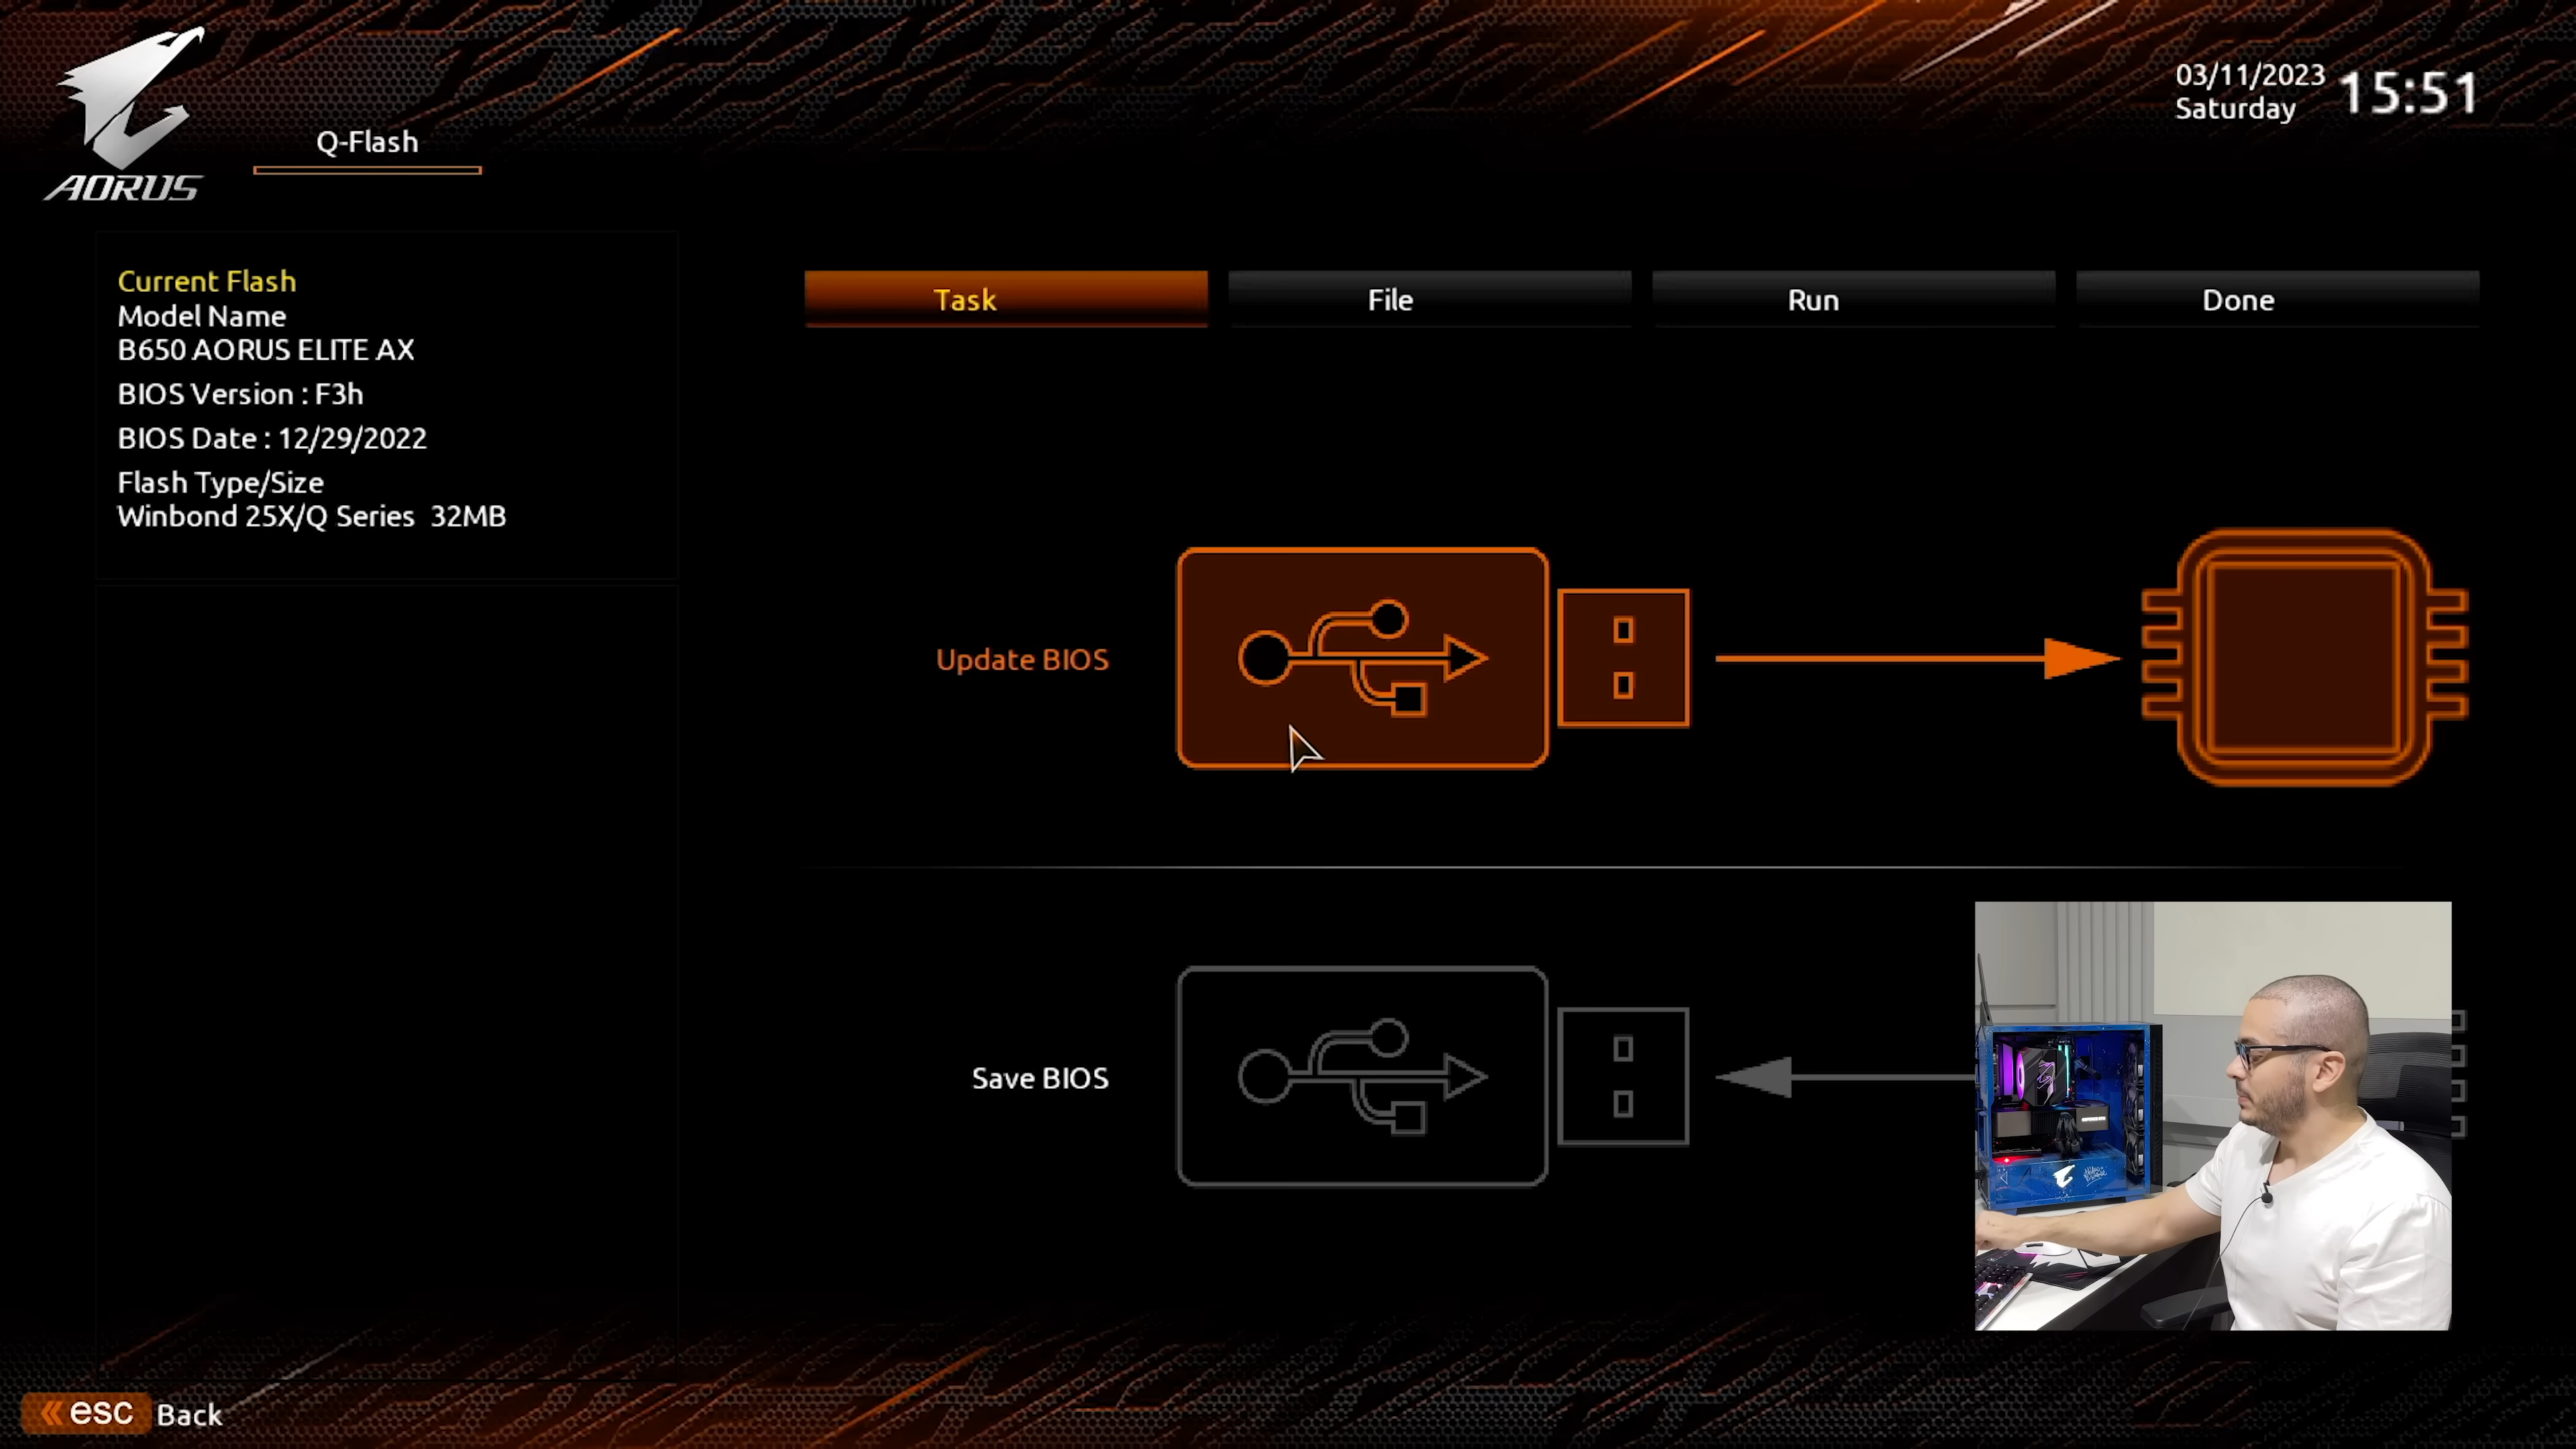 AORUS
Q-Flash
03/11/2023
Saturday
15:51
Current Flash
Model Name
B650 AORUS ELITE AX
BIOS Version : F3h
BIOS Date : 12/29/2022
Flash Type/Size
Winbond 25X/Q Series 32MB
Task
File
Run
Done
Update BIOS
Save BIOS
esc Back